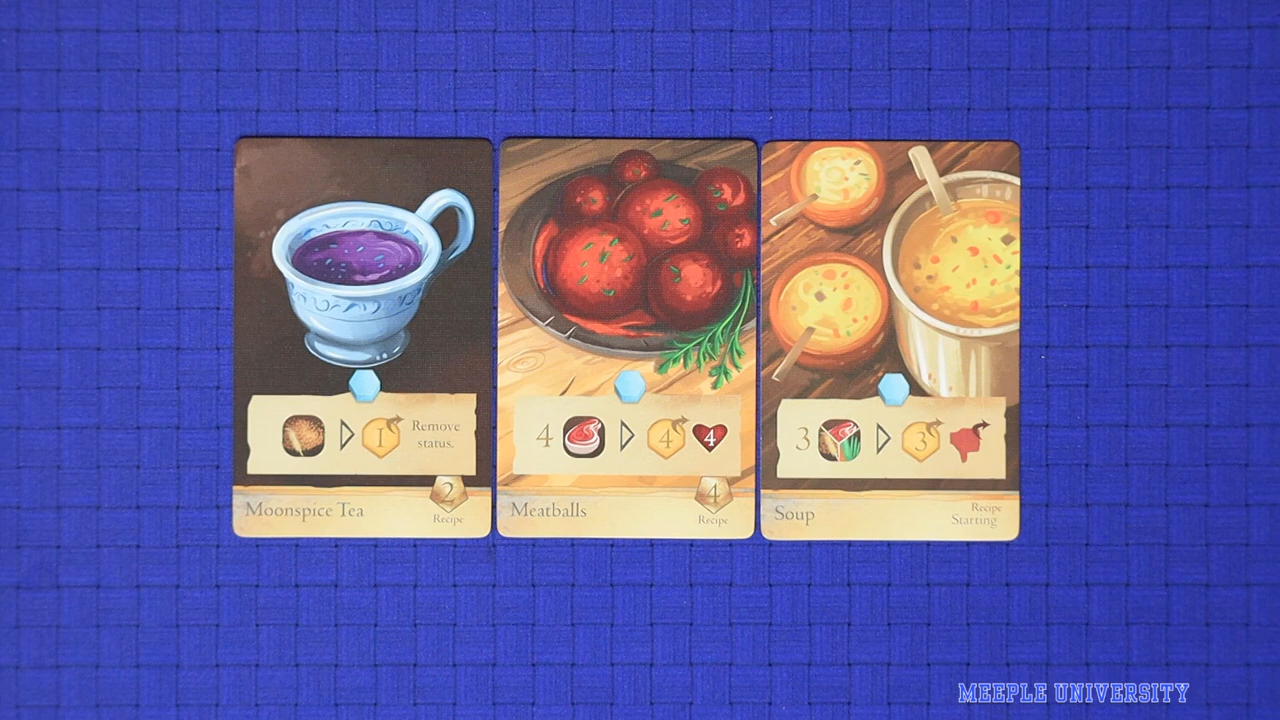 1
Remove
status.
2
Moonspice Tea
Recipe
4
4
4
4
Meatballs
Recipe
3
3
Recipe
Soup
Starting
MEEPLE UNIVERSITY